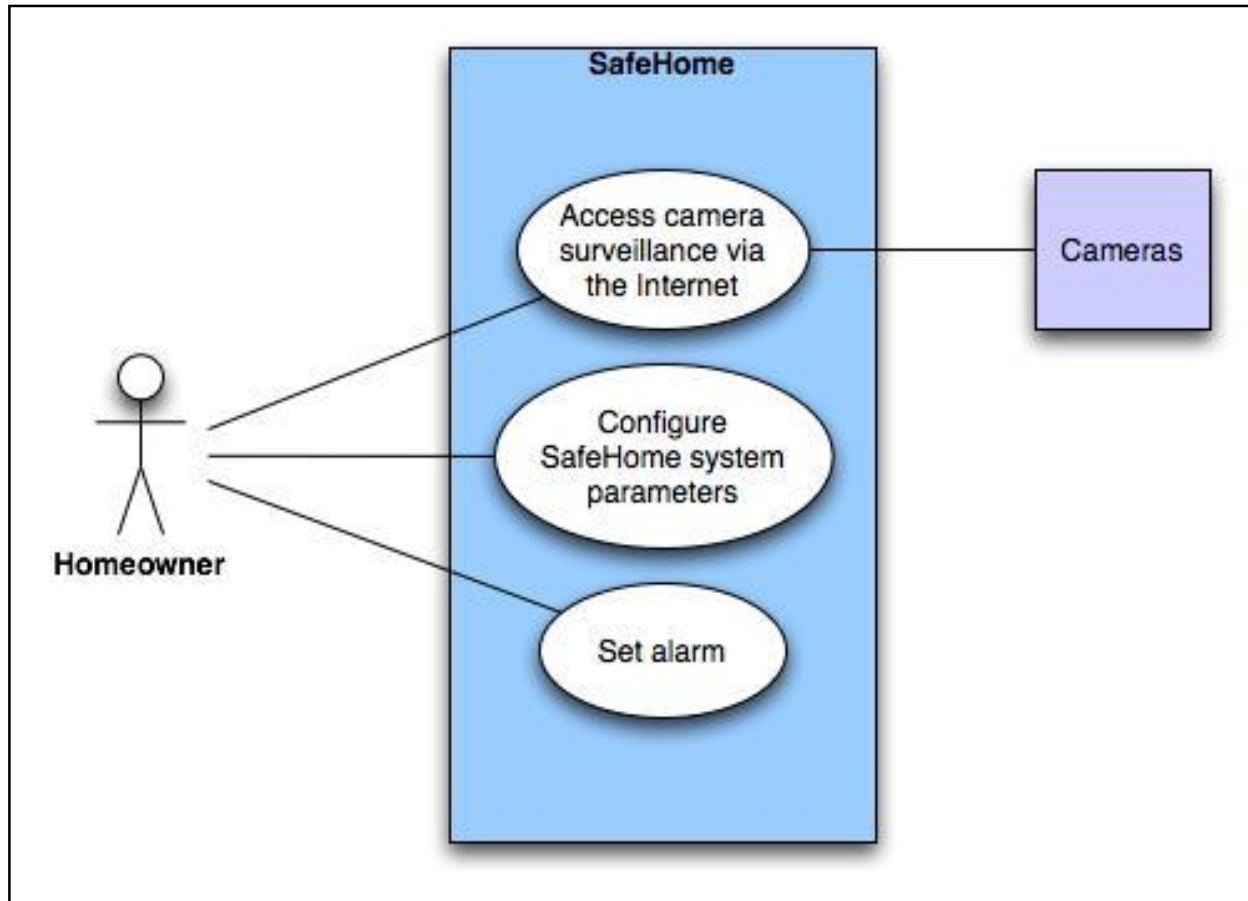 SafeHome
Access camera
surveillance via
the Internet
Cameras
Configure
SafeHome system
parameters
Homeowner
Set alarm